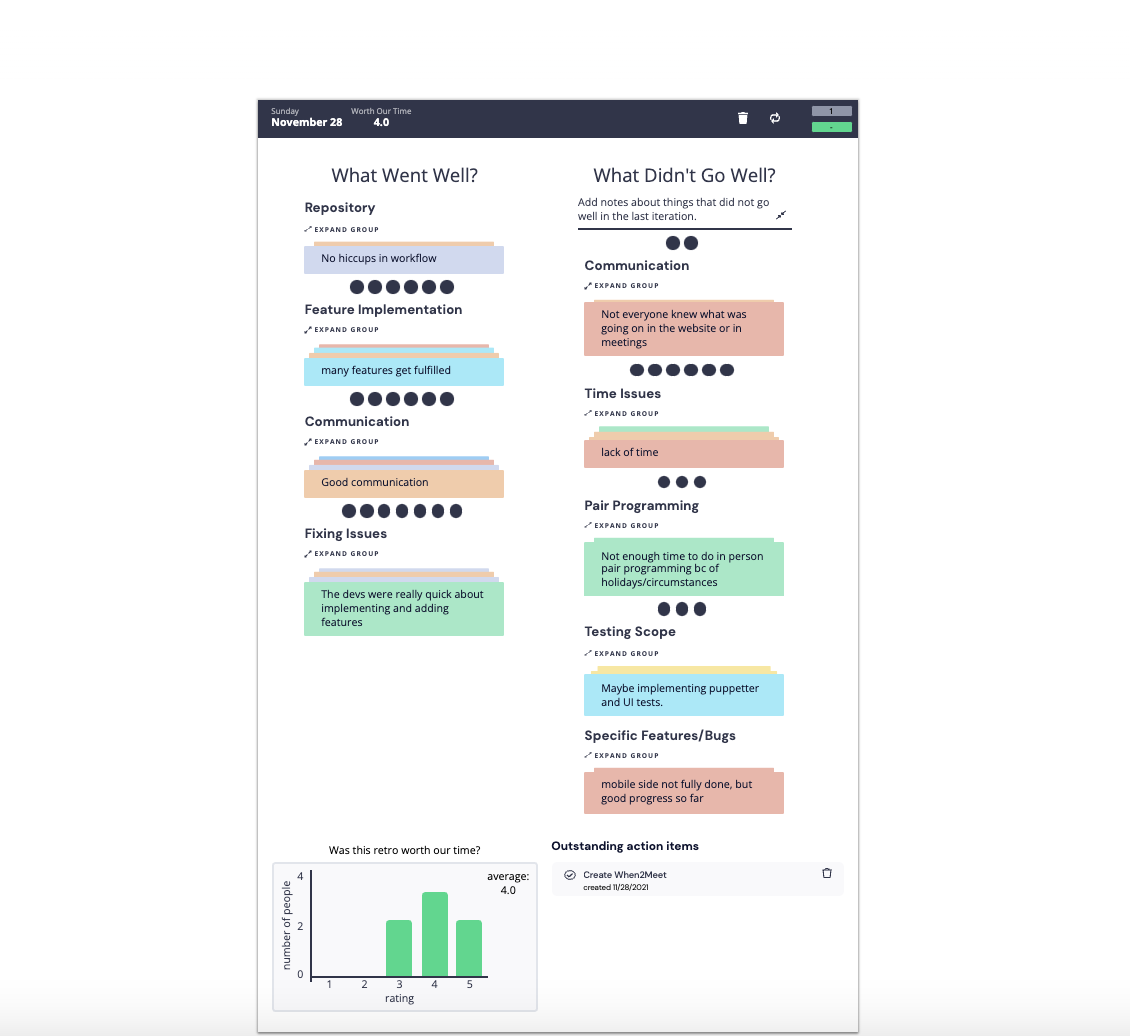 Sunday
November 28
Worth Our Time
4.0
1
-
What Went Well?
Repository
EXPAND GROUP
No hiccups in workflow
Feature Implementation
EXPAND GROUP
many features get fulfilled
Communication
EXPAND GROUP
Good communication
Fixing Issues
EXPAND GROUP
The devs were really quick about
implementing and adding
features
What Didn't Go Well?
Add notes about things that did not go
well in the last iteration.
Communication
EXPAND GROUP
Not everyone knew what was
going on in the website or in
meetings
Time Issues
EXPAND GROUP
lack of time
Pair Programming
EXPAND GROUP
Not enough time to do in person
pair programming bc of
holidays/circumstances
Testing Scope
EXPAND GROUP
Maybe implementing puppetter
and UI tests.
Specific Features/Bugs
EXPAND GROUP
mobile side not fully done, but
good progress so far
Was this retro worth our time?
average:
4.0
number of people
4
2
0
1 2 3 4 5
rating
Outstanding action items
Create When2Meet
created 11/28/2021